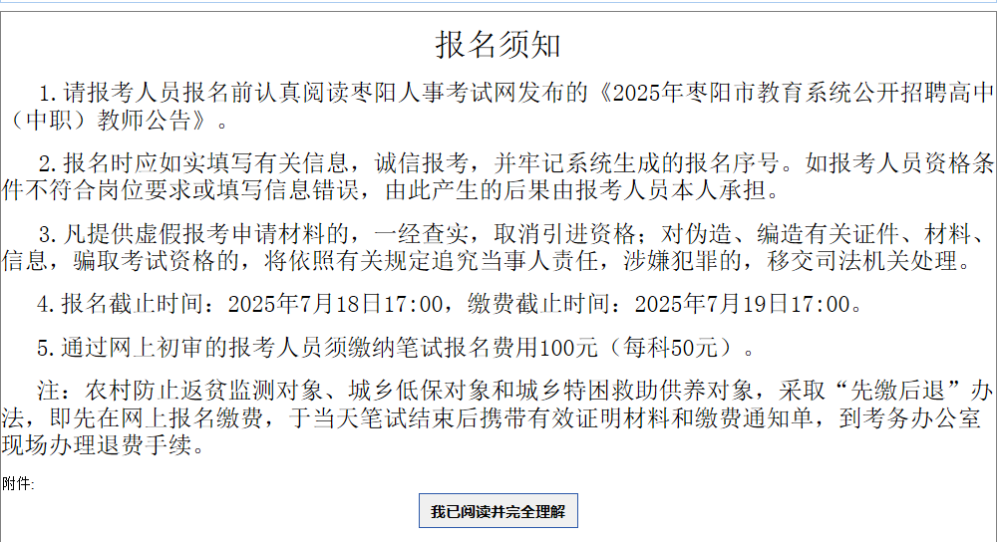 报名须知
1.请报考人员报名前认真阅读枣阳人事考试网发布的《2025年枣阳市教育系统公开招聘高中
（中职）教师公告》。
2.报名时应如实填写有关信息，诚信报考，并牢记系统生成的报名序号。如报考人员资格条
件不符合岗位要求或填写信息错误，由此产生的后果由报考人员本人承担。
3.凡提供虚假报考申请材料的，一经查实，取消引进资格；对伪造、编造有关证件、材料、
信息，骗取考试资格的，将依照有关规定追究当事人责任，涉嫌犯罪的，移交司法机关处理。
4.报名截止时间：2025年7月18日17:00，缴费截止时间：2025年7月19日17:00。
5.通过网上初审的报考人员须缴纳笔试报名费用100元（每科50元）。
注：农村防止返贫监测对象、城乡低保对象和城乡特困救助供养对象，采取“先缴后退”办
法，即先在网上报名缴费，于当天笔试结束后携带有效证明材料和缴费通知单，到考务办公室
现场办理退费手续。
附件:
我已阅读并完全理解